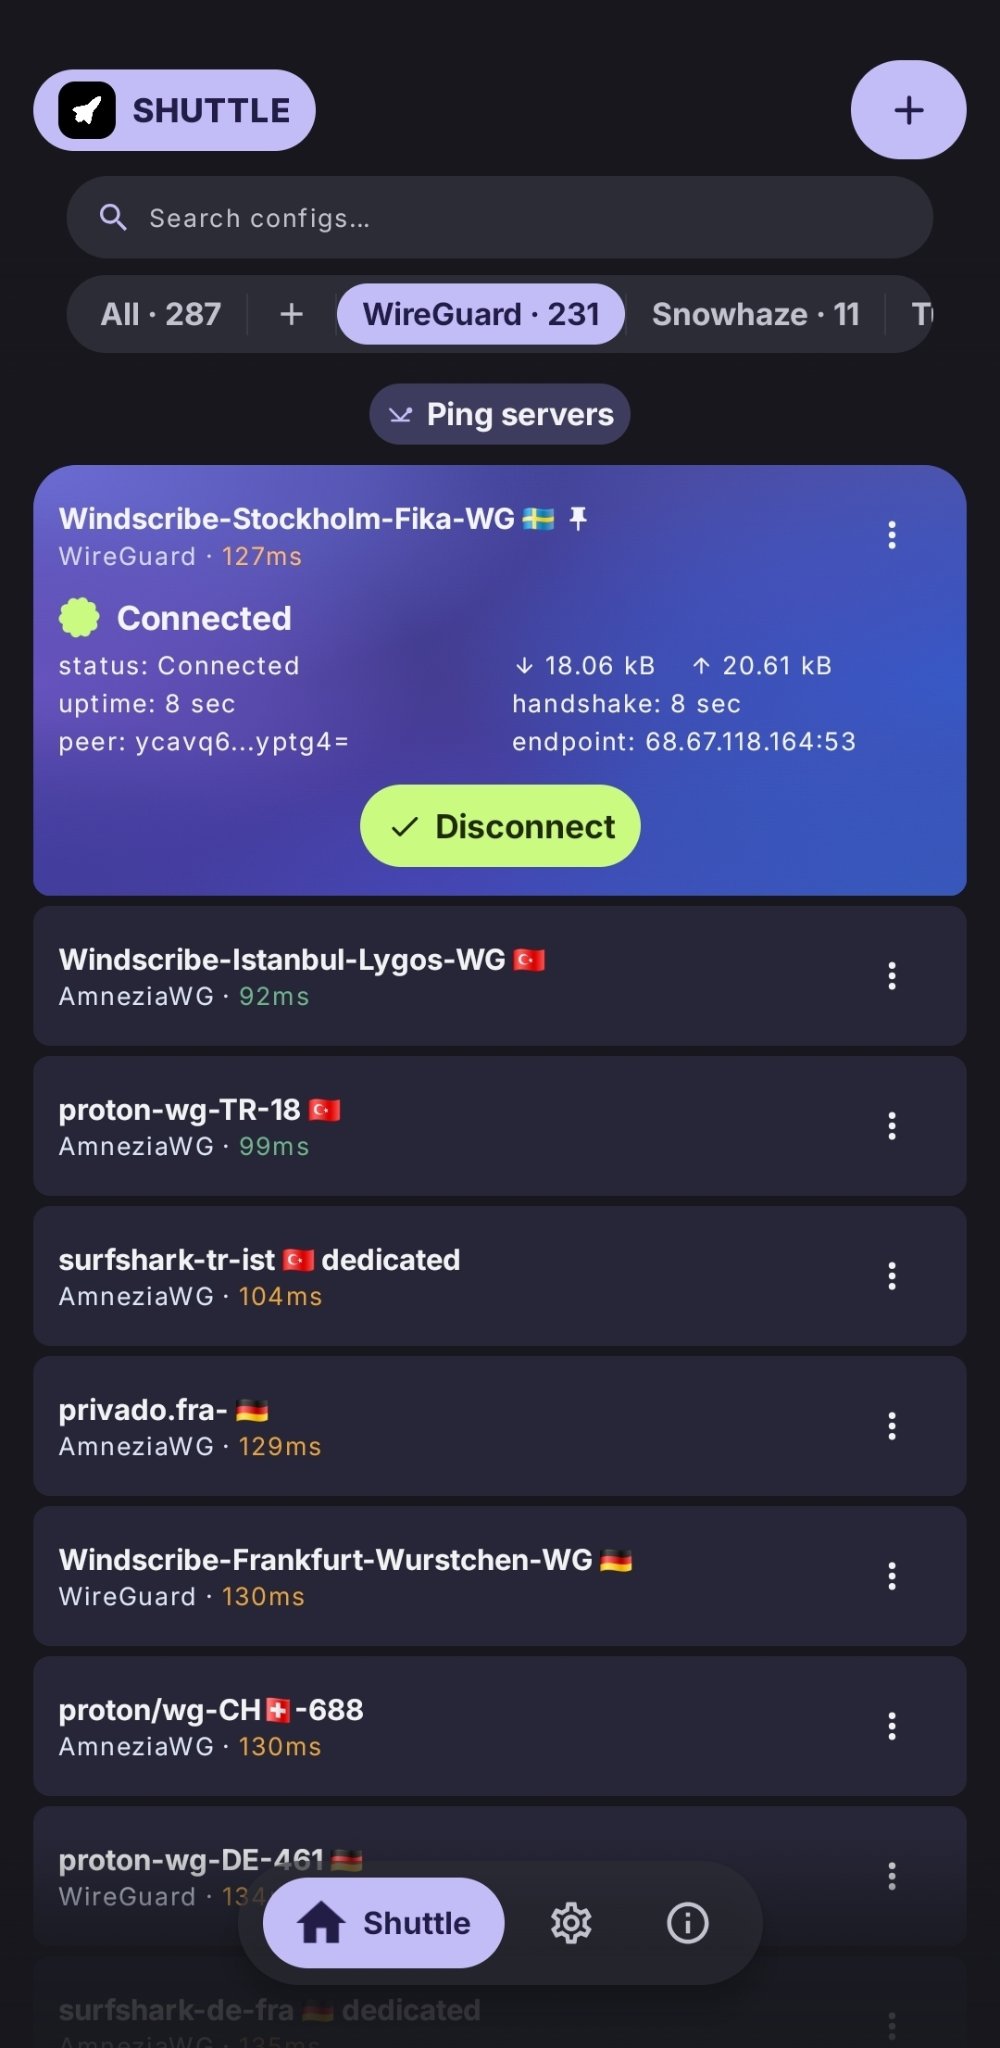 SHUTTLE
Search configs...
All · 287
WireGuard · 231
Snowhaze · 11
Ping servers
Windscribe-Stockholm-Fika-WG 🇸🇪
WireGuard · 127ms
Connected
status: Connected
↓ 18.06 kB ↑ 20.61 kB
uptime: 8 sec
handshake: 8 sec
peer: ycavq6...yptg4=
endpoint: 68.67.118.164:53
Disconnect
Windscribe-Istanbul-Lygos-WG 🇹🇷
AmneziaWG · 92ms
proton-wg-TR-18 🇹🇷
AmneziaWG · 99ms
surfshark-tr-ist 🇹🇷 dedicated
AmneziaWG · 104ms
privado.fra- 🇩🇪
AmneziaWG · 129ms
Windscribe-Frankfurt-Wurstchen-WG 🇩🇪
WireGuard · 130ms
proton/wg-CH🇨🇭-688
AmneziaWG · 130ms
proton-wg-DE-461 🇩🇪
WireGuard · 134
Shuttle
surfshark-de-fra 🇩🇪 dedicated
AmneziaWG · 135ms